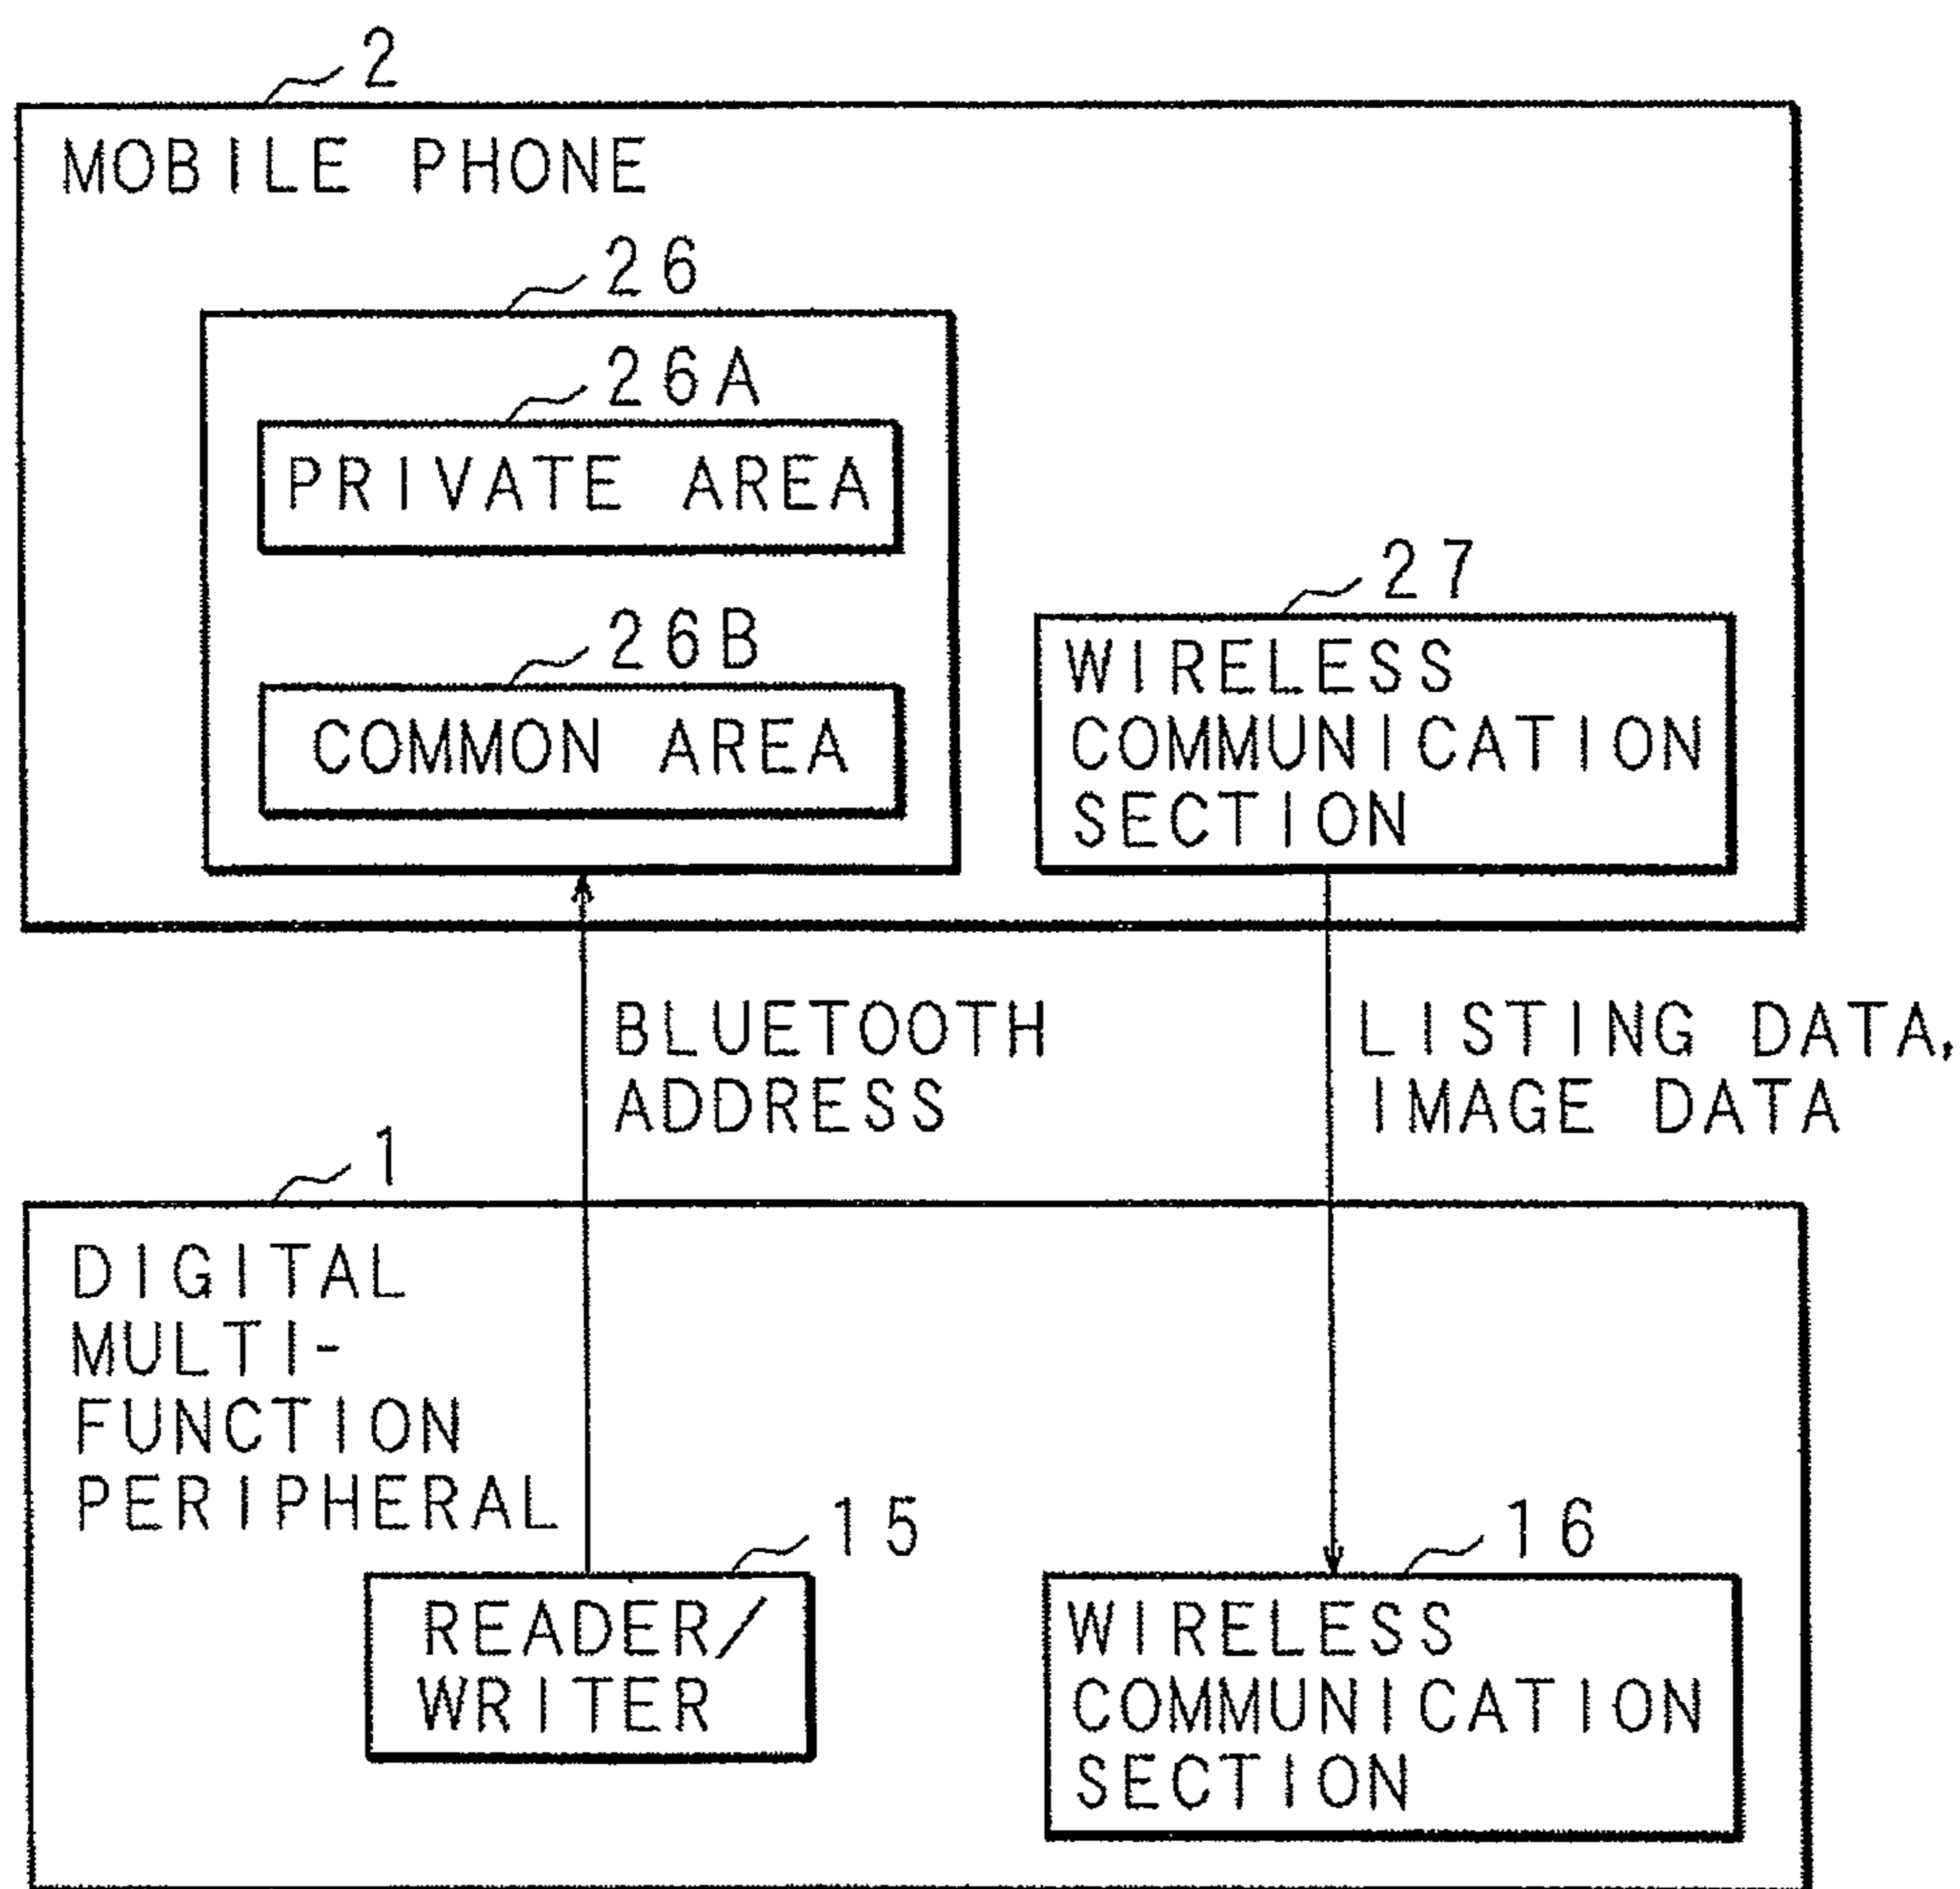 2
MOBILE PHONE
26
26A
PRIVATE AREA
26B
COMMON AREA
27
WIRELESS
COMMUNICATION
SECTION
BLUETOOTH
ADDRESS
LISTING DATA,
IMAGE DATA
1
DIGITAL
MULTI-
FUNCTION
PERIPHERAL
15
READER/
WRITER
16
WIRELESS
COMMUNICATION
SECTION